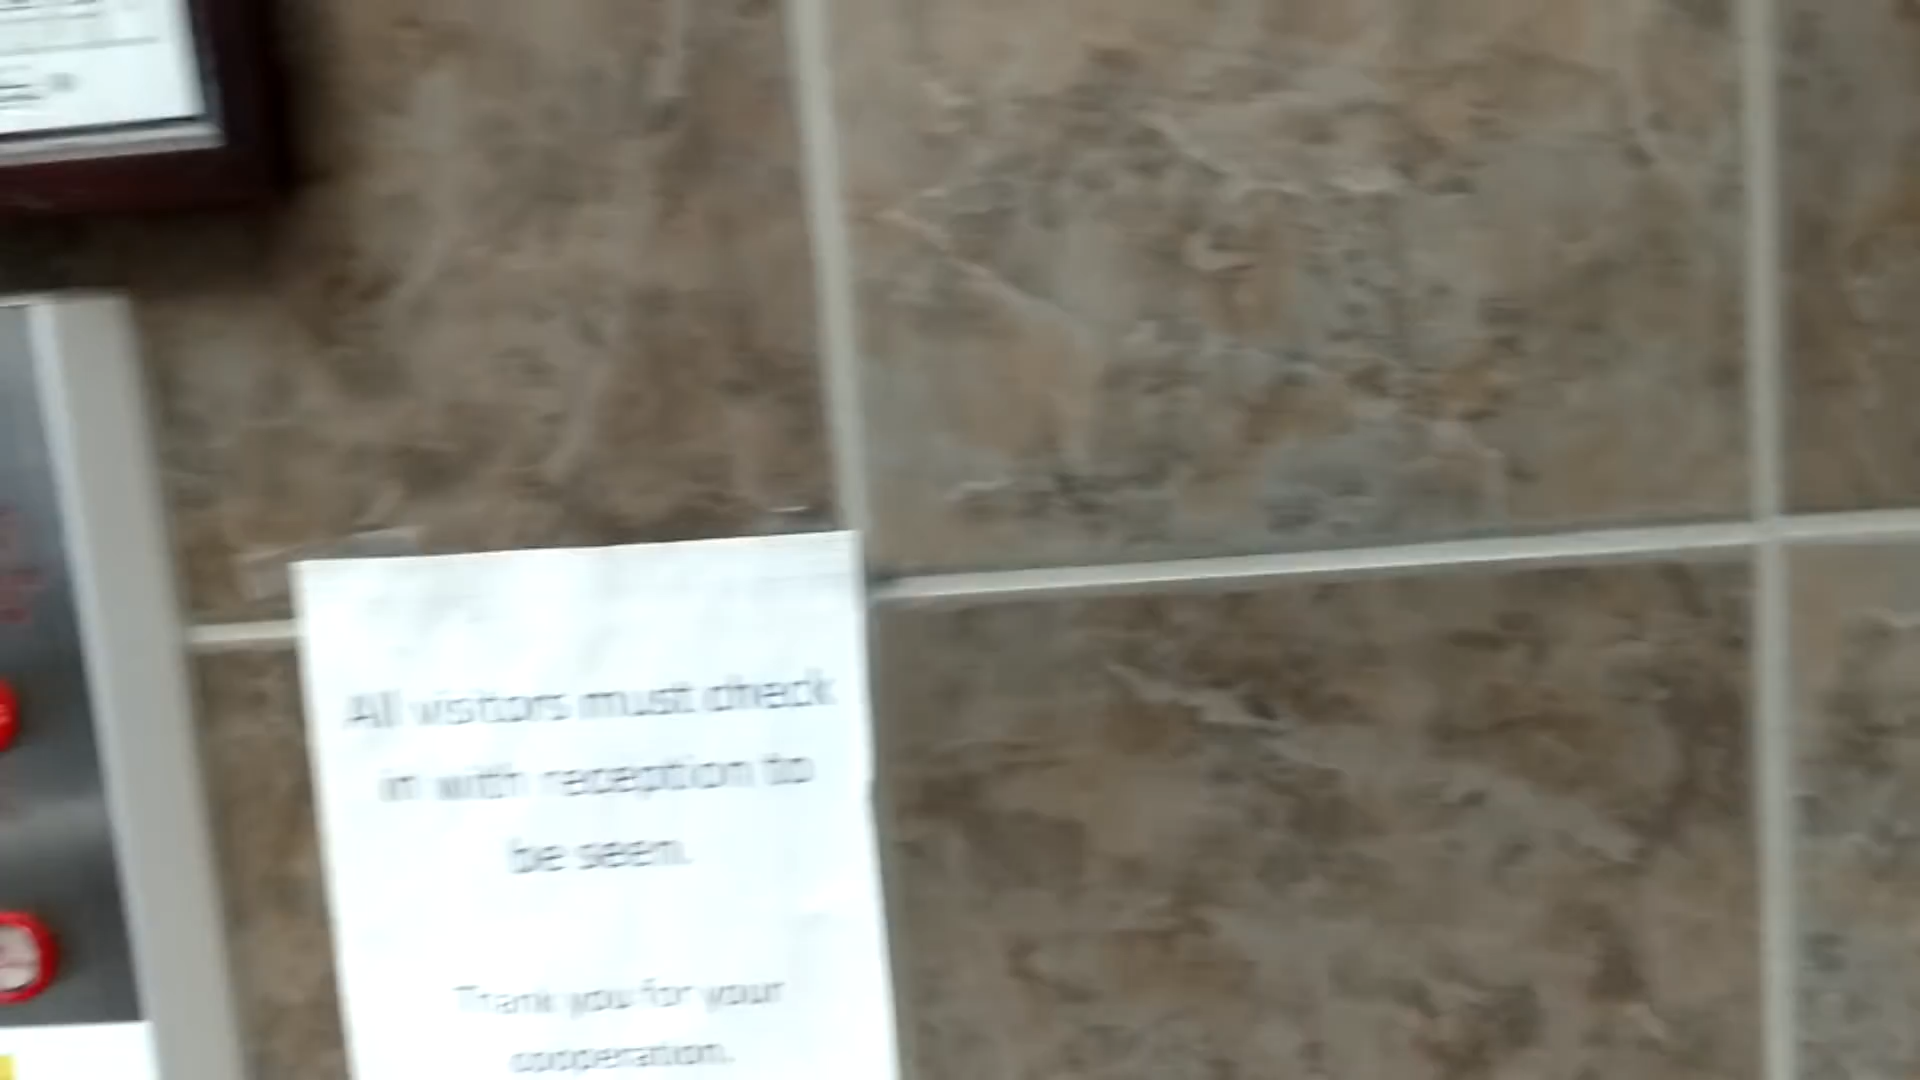 All visitors must check
in with reception to
be seen.
Thank you for your
cooperation.